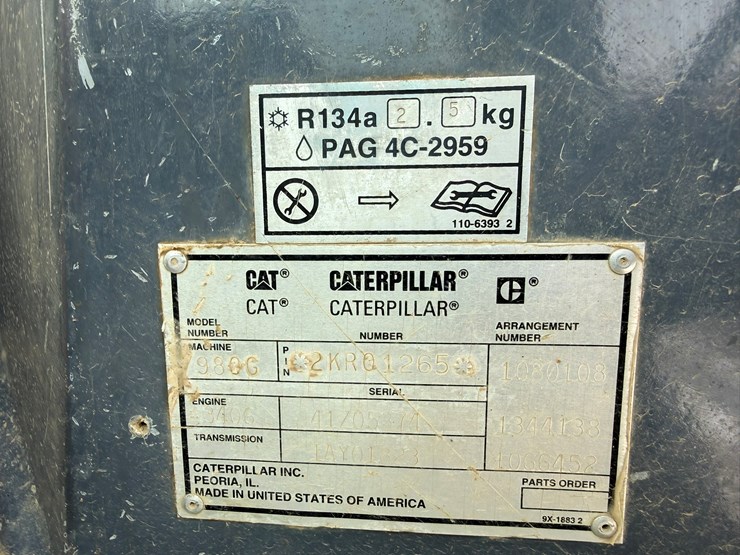 R134a 2.5 kg
PAG 4C-2959
110-6393 2
CAT® CATERPILLAR® C®
CAT® CATERPILLAR®
MODEL NUMBER NUMBER ARRANGEMENT NUMBER
MACHINE 980G PIN 2KR01265
SERIAL
ENGINE
TRANSMISSION
CATERPILLAR INC.
PEORIA, IL. PARTS ORDER
MADE IN UNITED STATES OF AMERICA
9X-1883 2